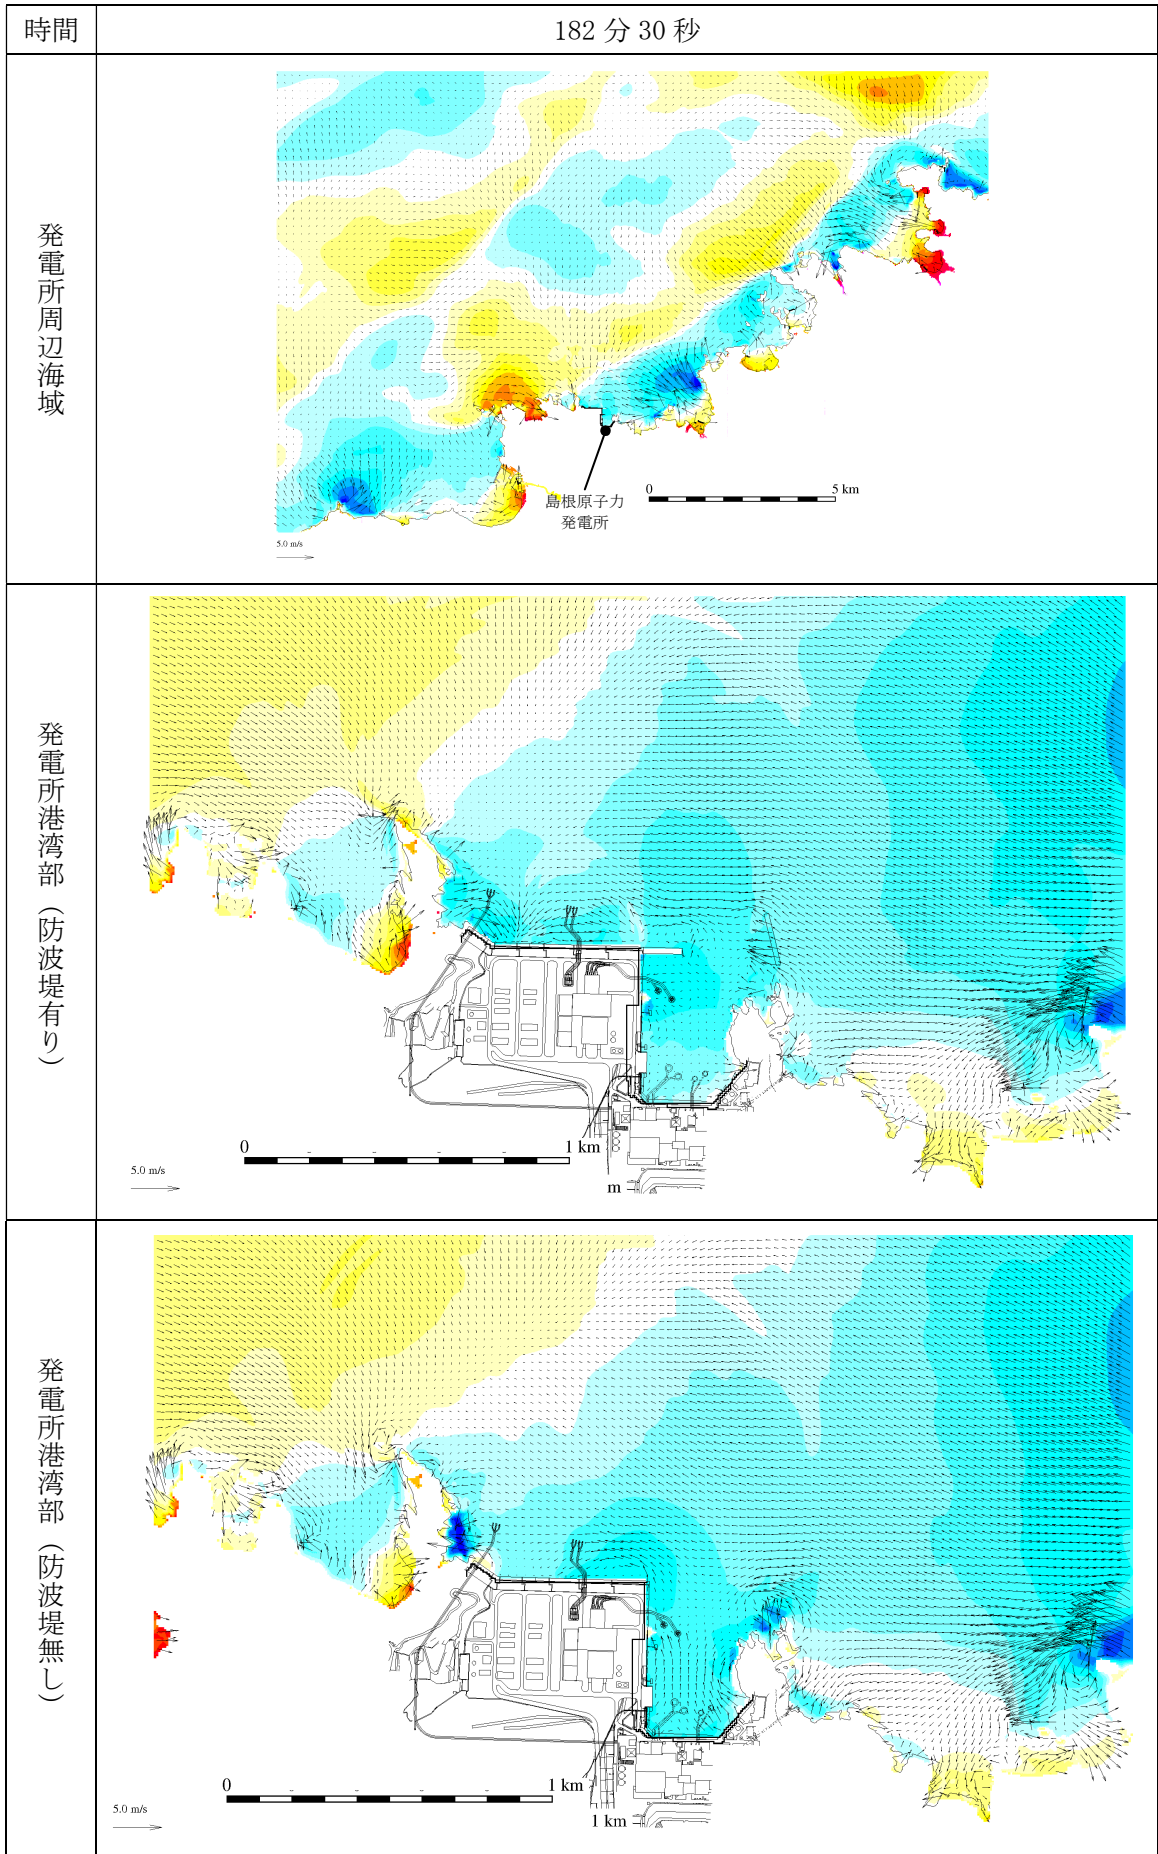 時間
182 分 30 秒
発電所周辺海域
島根原子力
発電所
0
5 km
5.0 m/s
発電所港湾部（防波堤有り）
0
1 km
5.0 m/s
m
発電所港湾部（防波堤無し）
0
1 km
5.0 m/s
1 km